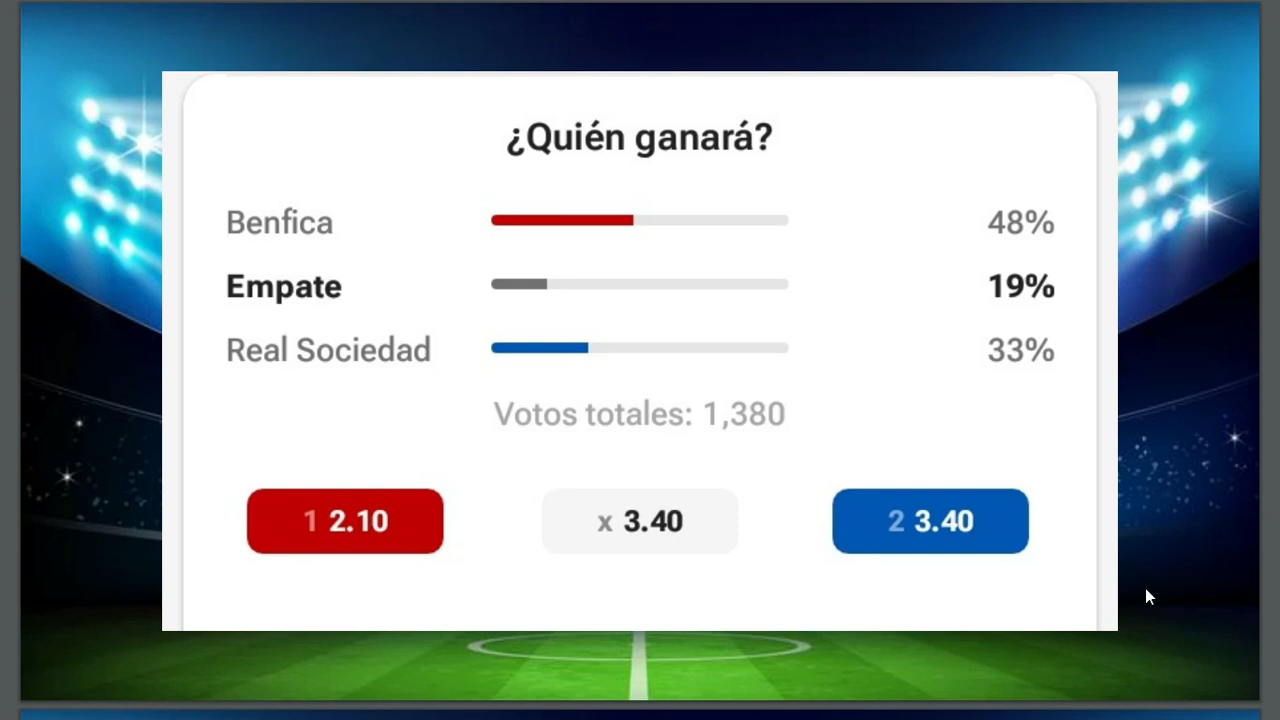 ¿Quién ganará?
Benfica 48%
Empate 19%
Real Sociedad 33%
Votos totales: 1,380
1 2.10 x 3.40 2 3.40